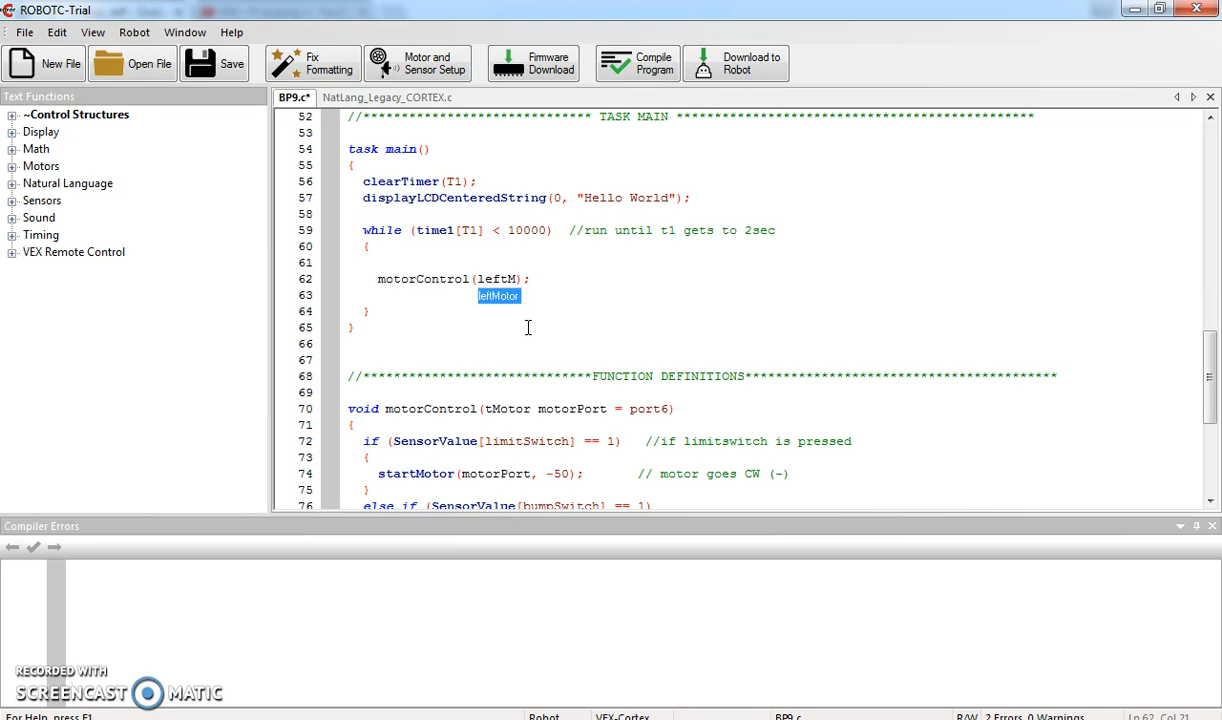 ROBOTC-Trial
File Edit View Robot Window Help
New File Open File Save Fix Formatting Motor and Sensor Setup Firmware Download Compile Program Download to Robot
Text Functions
BP9.c* NatLang_Legacy_CORTEX.c
~Control Structures
Display
Math
Motors
Natural Language
Sensors
Sound
Timing
VEX Remote Control
52 //****************************** TASK MAIN ***********************************************
53
54 task main()
55 {
56 clearTimer(T1);
57 displayLCDCenteredString(0, "Hello World");
58
59 while (time1[T1] < 10000) //run until t1 gets to 2sec
60 {
61
62 motorControl(leftM);
63 leftMotor
64 }
65 }
66
67
68 //******************************FUNCTION DEFINITIONS*****************************************
69
70 void motorControl(tMotor motorPort = port6)
71 {
72 if (SensorValue[limitSwitch] == 1) //if limitswitch is pressed
73 {
74 startMotor(motorPort, -50); // motor goes CW (-)
75 }
76 else if (SensorValue[bumpSwitch] == 1)
Compiler Errors
RECORDED WITH
SCREENCAST MATIC
For Help, press F1 Robot VEX-Cortex BP9.c R/W 2 Errors, 0 Warnings Ln 62, Col 21